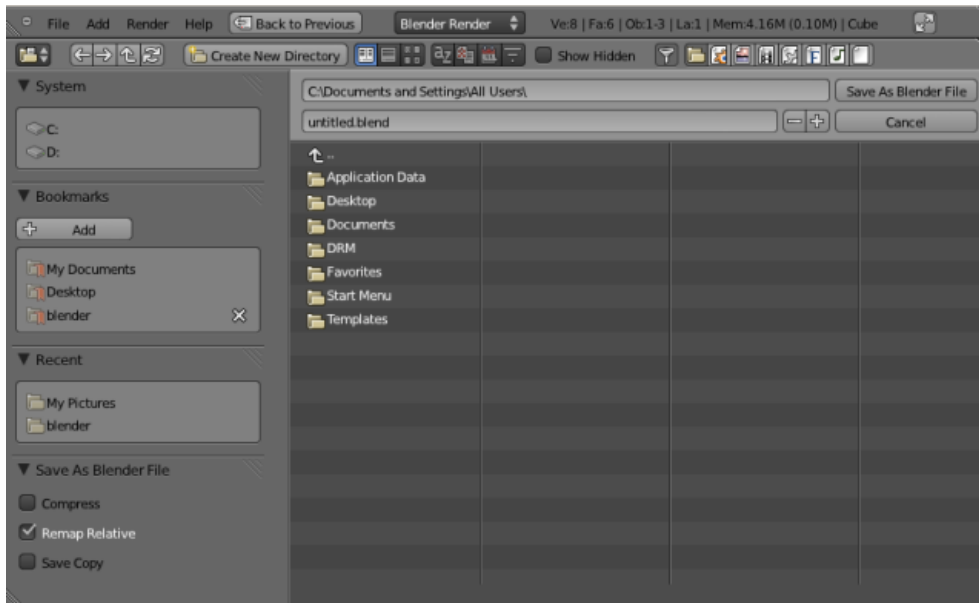 File Add Render Help Back to Previous Blender Render Ve:8 | Fa:6 | Ob:1-3 | La:1 | Mem:4.16M (0.10M) | Cube
Create New Directory Show Hidden
System
C:
D:
Bookmarks
Add
My Documents
Desktop
blender
Recent
My Pictures
blender
Save As Blender File
Compress
Remap Relative
Save Copy
C:\Documents and Settings\All Users\ Save As Blender File
untitled.blend Cancel
..
Application Data
Desktop
Documents
DRM
Favorites
Start Menu
Templates